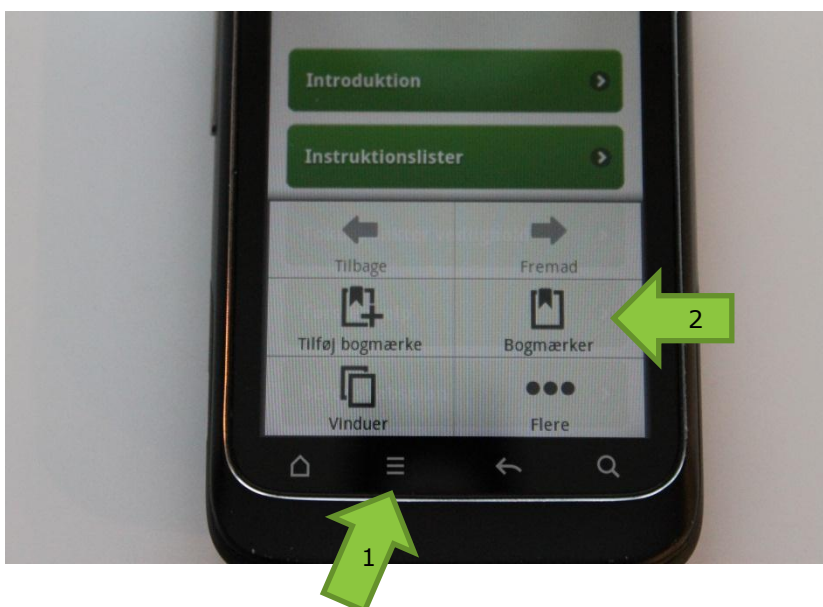 Introduktion
Instruktionslister
Tilbage
Fremad
Tilføj bogmærke
Bogmærker
2
Vinduer
Flere
1